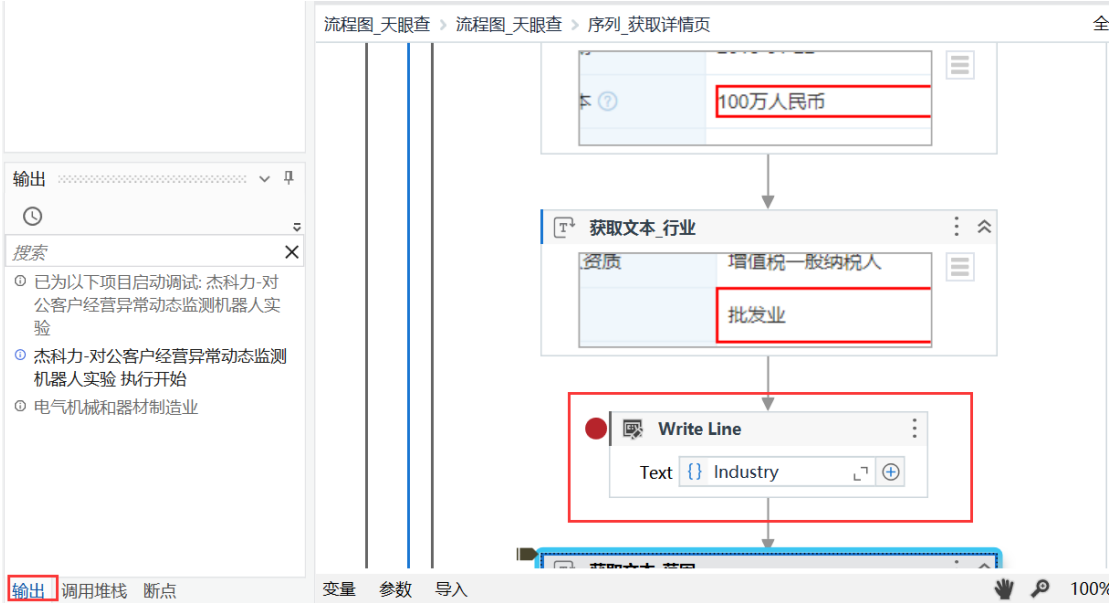 流程图_天眼查 > 流程图_天眼查 > 序列_获取详情页
全
100万人民币
输出
搜索
已为以下项目启动调试: 杰科力-对
公客户经营异常动态监测机器人实
验
杰科力-对公客户经营异常动态监测
机器人实验 执行开始
电气机械和器材制造业
获取文本_行业
资质
增值税一般纳税人
批发业
Write Line
Text
{} Industry
输出 调用堆栈 断点
变量 参数 导入
100%